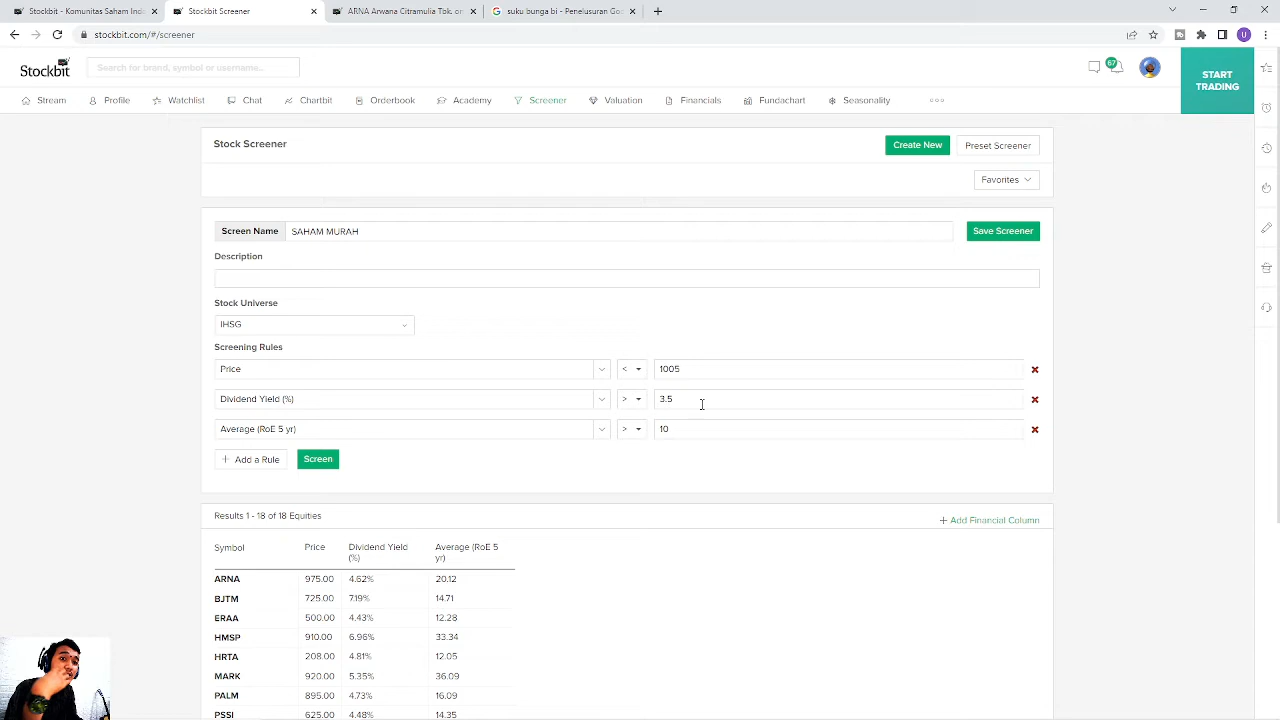 Stockbit - Komunitas Saham Ind
Stock Screener
ARNA Arwana Citramulia Tbk. or
suku bunga bi - Penelusuran Goo
stockbit.com/#/screener
Stockbit
Search for brand, symbol or username...
67
START
TRADING
Stream
Profile
Watchlist
Chat
Chartbit
Orderbook
Academy
Screener
Valuation
Financials
Fundachart
Seasonality
Stock Screener
Create New
Preset Screener
Favorites
Screen Name
SAHAM MURAH
Save Screener
Description
Stock Universe
IHSG
Screening Rules
Price < 1005
Dividend Yield (%) > 3.5
Average (RoE 5 yr) > 10
+ Add a Rule
Screen
Results 1 - 18 of 18 Equities
+ Add Financial Column
Symbol Price Dividend Yield (%) Average (RoE 5 yr)
ARNA 975.00 4.62% 20.12
BJTM 725.00 7.19% 14.71
ERAA 500.00 4.43% 12.28
HMSP 910.00 6.96% 33.34
HRTA 208.00 4.81% 12.05
MARK 920.00 5.35% 36.09
PALM 895.00 4.73% 16.09
PSSI 625.00 4.48% 14.35